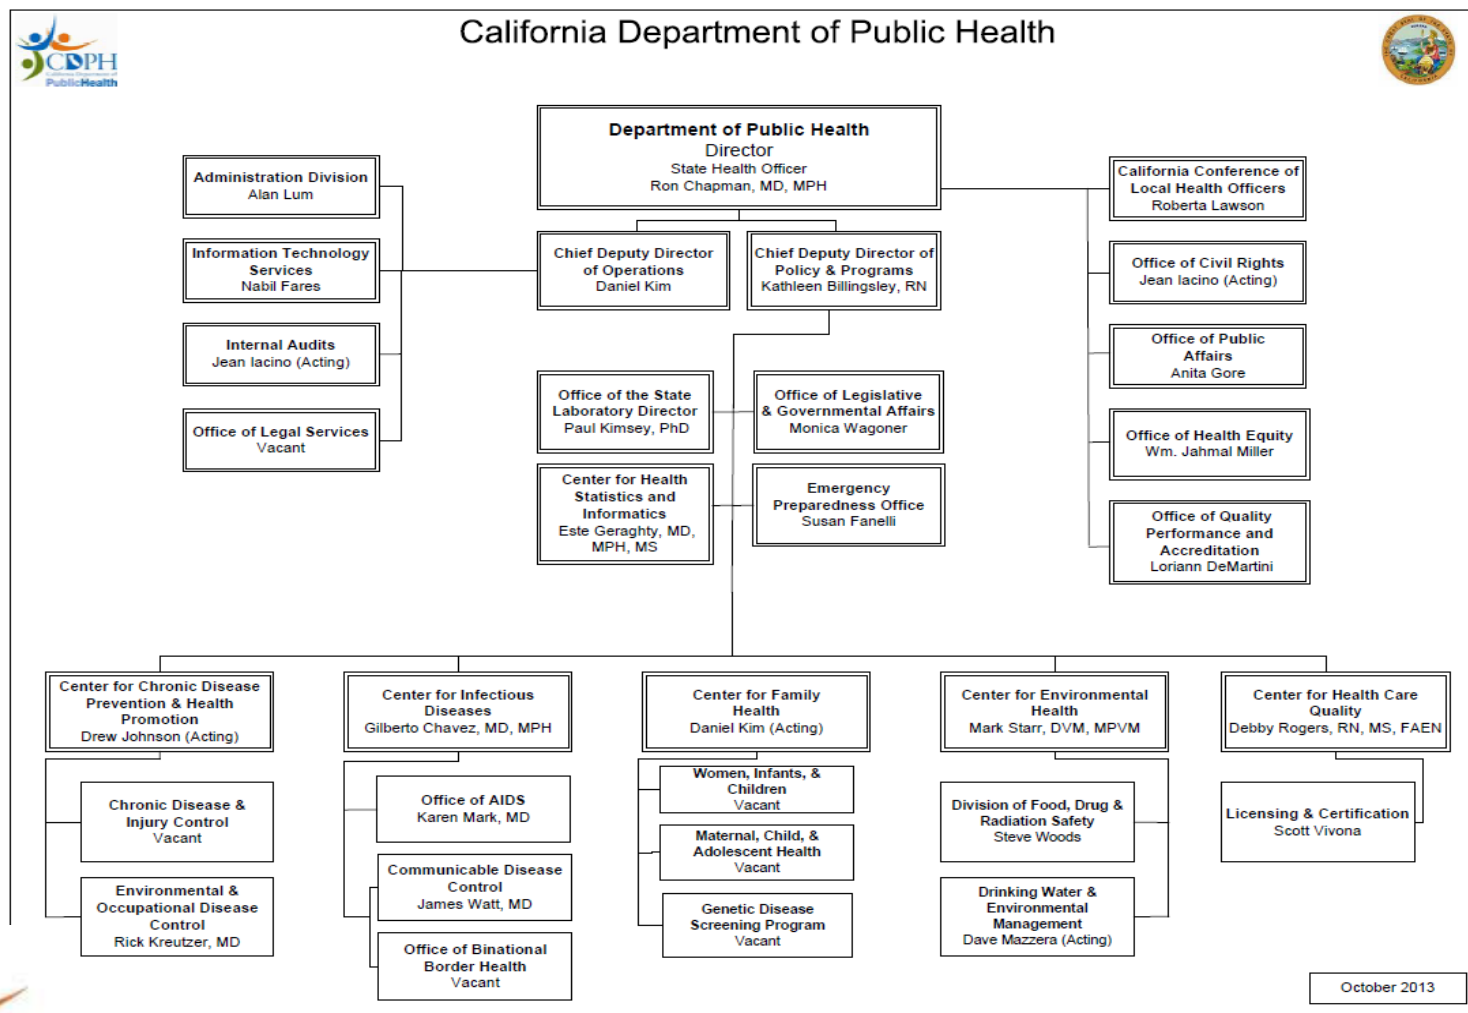 California Department of Public Health
CDPH
California Department of
PublicHealth
Department of Public Health
Director
State Health Officer
Ron Chapman, MD, MPH
Administration Division
Alan Lum
Information Technology
Services
Nabil Fares
Internal Audits
Jean Iacino (Acting)
Office of Legal Services
Vacant
Chief Deputy Director
of Operations
Daniel Kim
Chief Deputy Director of
Policy & Programs
Kathleen Billingsley, RN
California Conference of
Local Health Officers
Roberta Lawson
Office of Civil Rights
Jean Iacino (Acting)
Office of Public
Affairs
Anita Gore
Office of Health Equity
Wm. Jahmal Miller
Office of Quality
Performance and
Accreditation
Loriann DeMartini
Office of the State
Laboratory Director
Paul Kimsey, PhD
Office of Legislative
& Governmental Affairs
Monica Wagoner
Center for Health
Statistics and
Informatics
Este Geraghty, MD,
MPH, MS
Emergency
Preparedness Office
Susan Fanelli
Center for Chronic Disease
Prevention & Health
Promotion
Drew Johnson (Acting)
Chronic Disease &
Injury Control
Vacant
Environmental &
Occupational Disease
Control
Rick Kreutzer, MD
Center for Infectious
Diseases
Gilberto Chavez, MD, MPH
Office of AIDS
Karen Mark, MD
Communicable Disease
Control
James Watt, MD
Office of Binational
Border Health
Vacant
Center for Family
Health
Daniel Kim (Acting)
Women, Infants, &
Children
Vacant
Maternal, Child, &
Adolescent Health
Vacant
Genetic Disease
Screening Program
Vacant
Center for Environmental
Health
Mark Starr, DVM, MPVM
Division of Food, Drug &
Radiation Safety
Steve Woods
Drinking Water &
Environmental
Management
Dave Mazzera (Acting)
Center for Health Care
Quality
Debby Rogers, RN, MS, FAEN
Licensing & Certification
Scott Vivona
October 2013